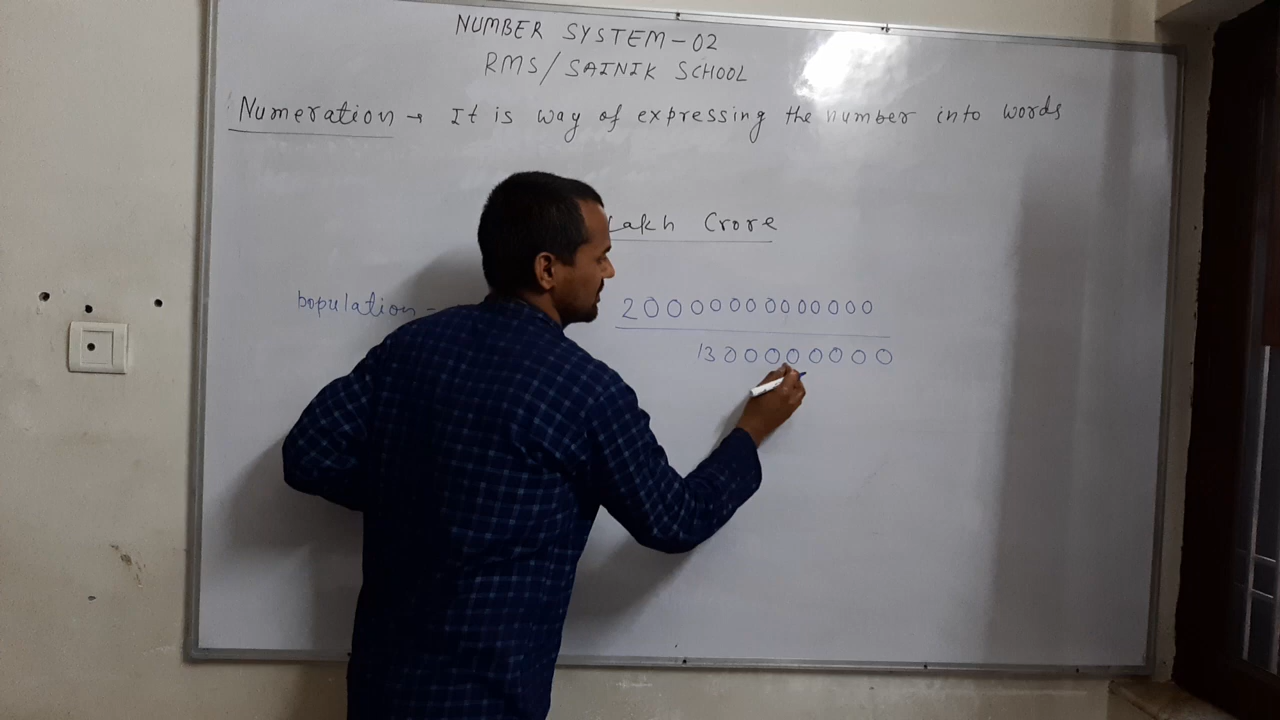 NUMBER SYSTEM-02
RMS/SAINIK SCHOOL
Numeration → It is way of expressing the number into words
Lakh Crore
population - 20000000000000
1300000000